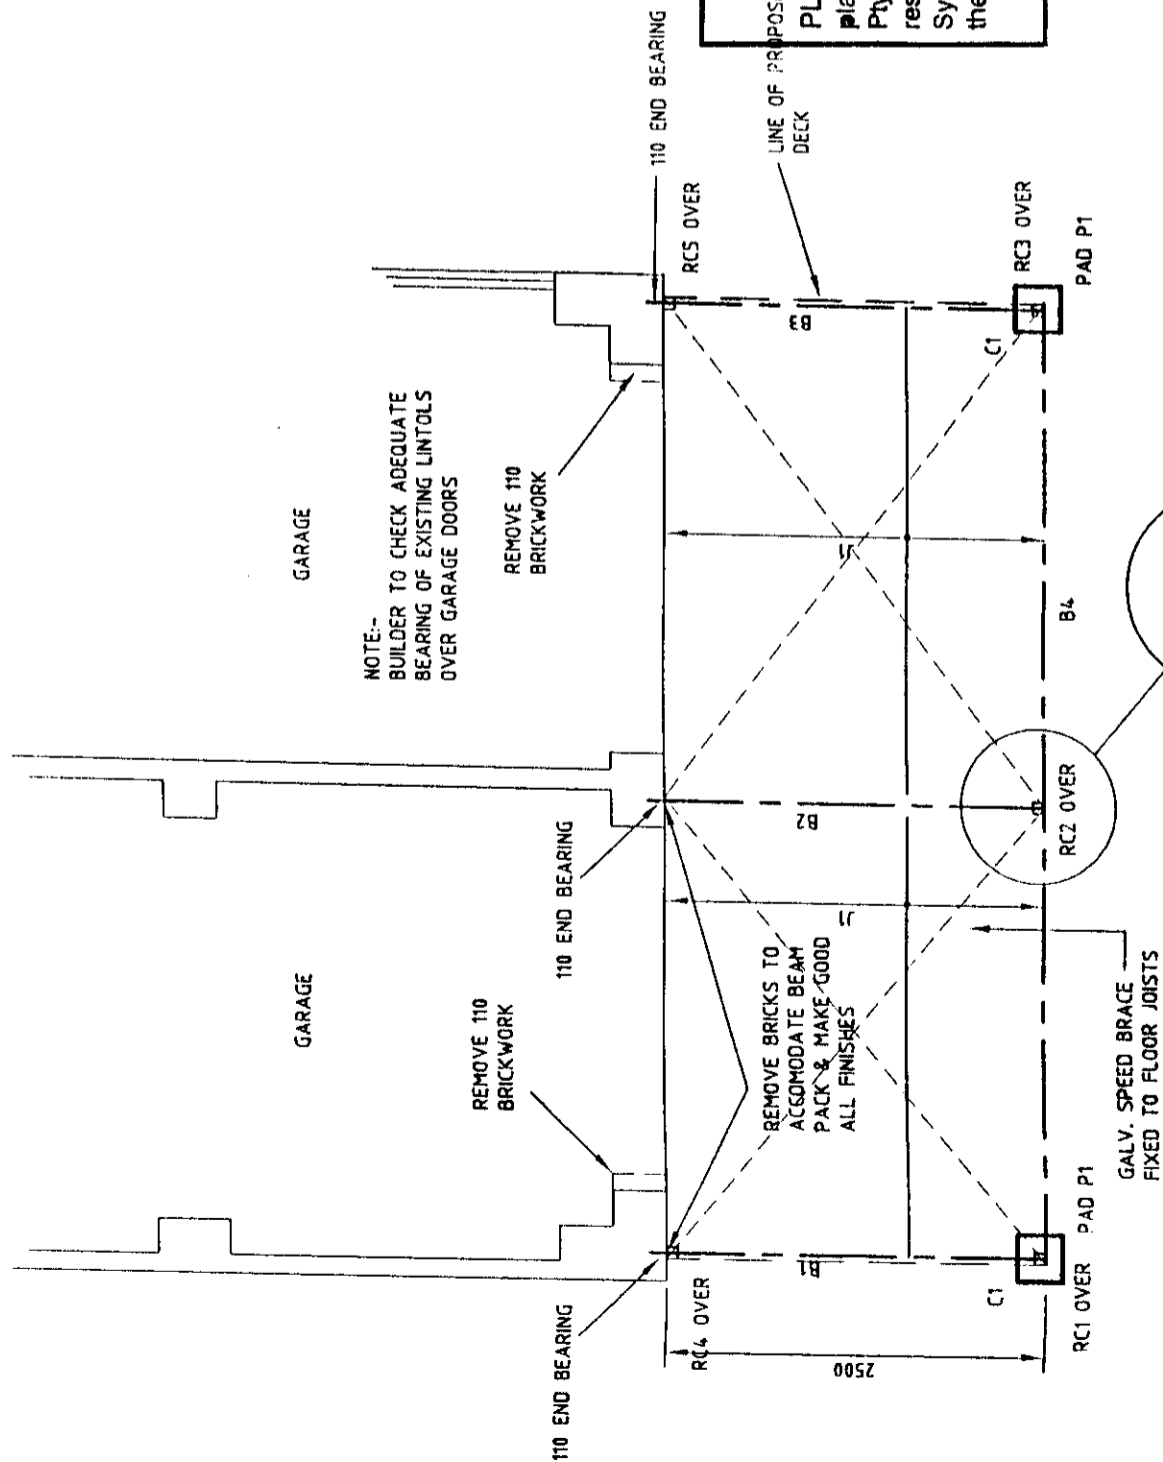 110 END BEARING
LINE OF PROPOS
DECK
PL
pla
Pty
res
Sy
the
RC5 OVER
RC3 OVER
PAD P1
C1
B3
GARAGE
NOTE:-
BUILDER TO CHECK ADEQUATE
BEARING OF EXISTING LINTOLS
OVER GARAGE DOORS
REMOVE 110
BRICKWORK
J1
B4
110 END BEARING
B2
RC2 OVER
GARAGE
REMOVE 110
BRICKWORK
J1
REMOVE BRICKS TO
ACCOMODATE BEAM
PACK & MAKE GOOD
ALL FINISHES
GALV. SPEED BRACE
FIXED TO FLOOR JOISTS
110 END BEARING
RC4 OVER
B1
C1
PAD P1
RC1 OVER
2500